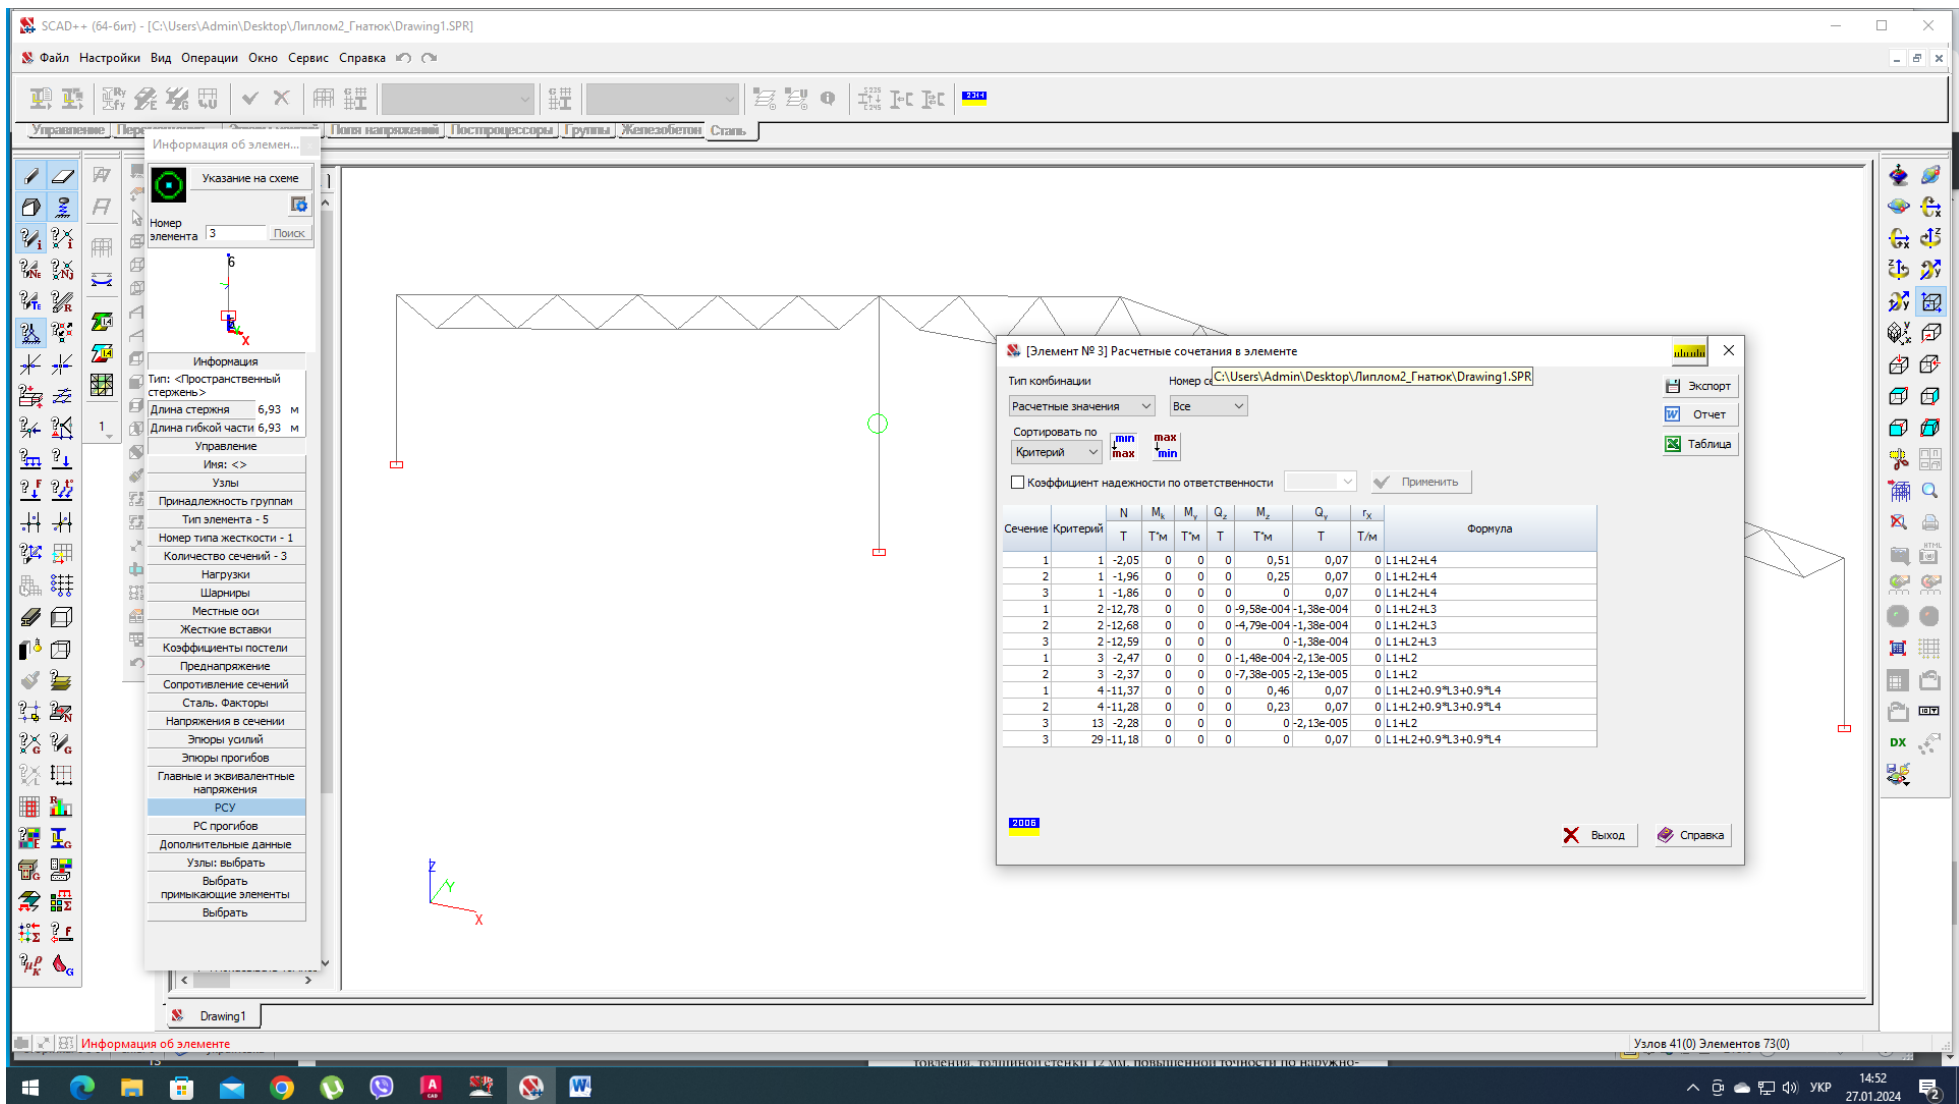 SCAD++ (64-бит) - [C:\Users\Admin\Desktop\Липлом2_Гнатюк\Drawing1.SPR]
Файл Настройки Вид Операции Окно Сервис Справка
Управление
Поля напряжений Постпроцессоры Группы Железобетон Сталь
Информация об элемен...
Указание на схеме
Номер элемента 3 Поиск
6
X
Информация
Тип: <Пространственный
стержень>
Длина стержня 6,93 м
Длина гибкой части 6,93 м
Управление
Имя: <>
Узлы
Принадлежность группам
Тип элемента - 5
Номер типа жесткости - 1
Количество сечений - 3
Нагрузки
Шарниры
Местные оси
Жесткие вставки
Коэффициенты постели
Преднапряжение
Сопротивление сечений
Сталь. Факторы
Напряжения в сечении
Эпюры усилий
Эпюры прогибов
Главные и эквивалентные
напряжения
РСУ
РС прогибов
Дополнительные данные
Узлы: выбрать
Выбрать
примыкающие элементы
Выбрать
Z
Y
X
[Элемент № 3] Расчетные сочетания в элементе
Тип комбинации Номер се
C:\Users\Admin\Desktop\Липлом2_Гнатюк\Drawing1.SPR
Экспорт
Расчетные значения Все
Отчет
Сортировать по
Критерий min max max min
Таблица
Коэффициент надежности по ответственности Применить
Сечение Критерий N Mk My Qz Mz Qy rx Формула
Т Т*м Т*м Т Т*м Т Т/м
1 1 -2,05 0 0 0 0,51 0,07 0 L1+L2+L4
2 1 -1,96 0 0 0 0,25 0,07 0 L1+L2+L4
3 1 -1,86 0 0 0 0 0,07 0 L1+L2+L4
1 2 -12,78 0 0 0 -9,58e-004 -1,38e-004 0 L1+L2+L3
2 2 -12,68 0 0 0 -4,79e-004 -1,38e-004 0 L1+L2+L3
3 2 -12,59 0 0 0 0 -1,38e-004 0 L1+L2+L3
1 3 -2,47 0 0 0 -1,48e-004 -2,13e-005 0 L1+L2
2 3 -2,37 0 0 0 -7,38e-005 -2,13e-005 0 L1+L2
1 4 -11,37 0 0 0 0,46 0,07 0 L1+L2+0.9*L3+0.9*L4
2 4 -11,28 0 0 0 0,23 0,07 0 L1+L2+0.9*L3+0.9*L4
3 13 -2,28 0 0 0 0 -2,13e-005 0 L1+L2
3 29 -11,18 0 0 0 0 0,07 0 L1+L2+0.9*L3+0.9*L4
2006
Выход Справка
Drawing1
Информация об элементе
Узлов 41(0) Элементов 73(0)
14:52
УКР
27.01.2024